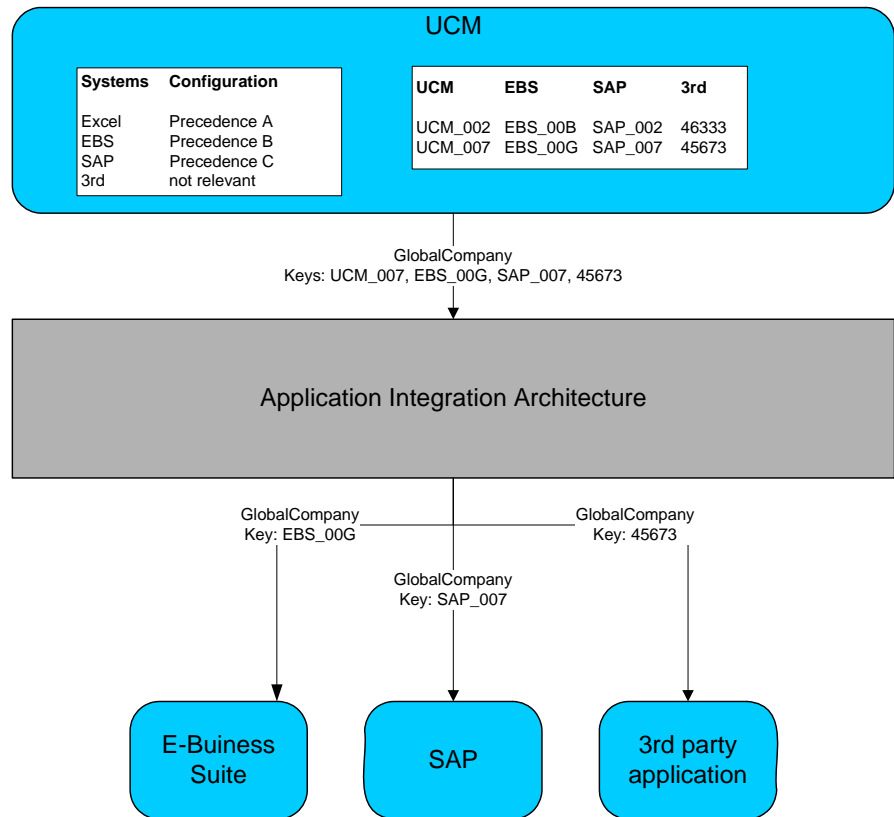 UCM
Systems Configuration
Excel Precedence A
EBS Precedence B
SAP Precedence C
3rd not relevant
UCM EBS SAP 3rd
UCM_002 EBS_00B SAP_002 46333
UCM_007 EBS_00G SAP_007 45673
GlobalCompany
Keys: UCM_007, EBS_00G, SAP_007, 45673
Application Integration Architecture
GlobalCompany
Key: EBS_00G
GlobalCompany
Key: SAP_007
GlobalCompany
Key: 45673
E-Buiness
Suite
SAP
3rd party
application